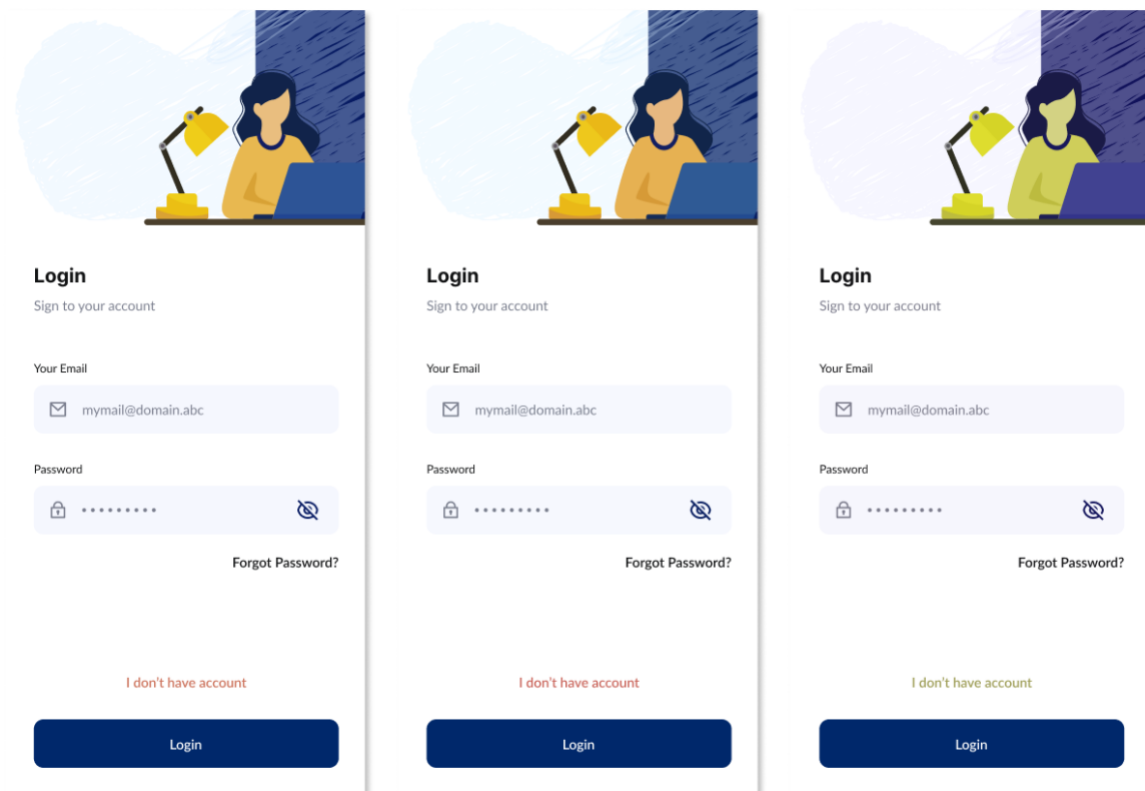 Login
Sign to your account
Your Email
mymail@domain.abc
Password
Forgot Password?
I don't have account
Login
Login
Sign to your account
Your Email
mymail@domain.abc
Password
Forgot Password?
I don't have account
Login
Login
Sign to your account
Your Email
mymail@domain.abc
Password
Forgot Password?
I don't have account
Login